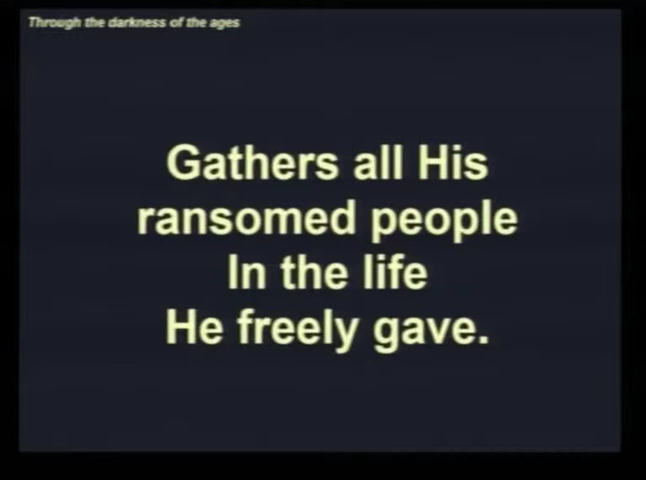 Through the darkness of the ages
Gathers all His
ransomed people
In the life
He freely gave.